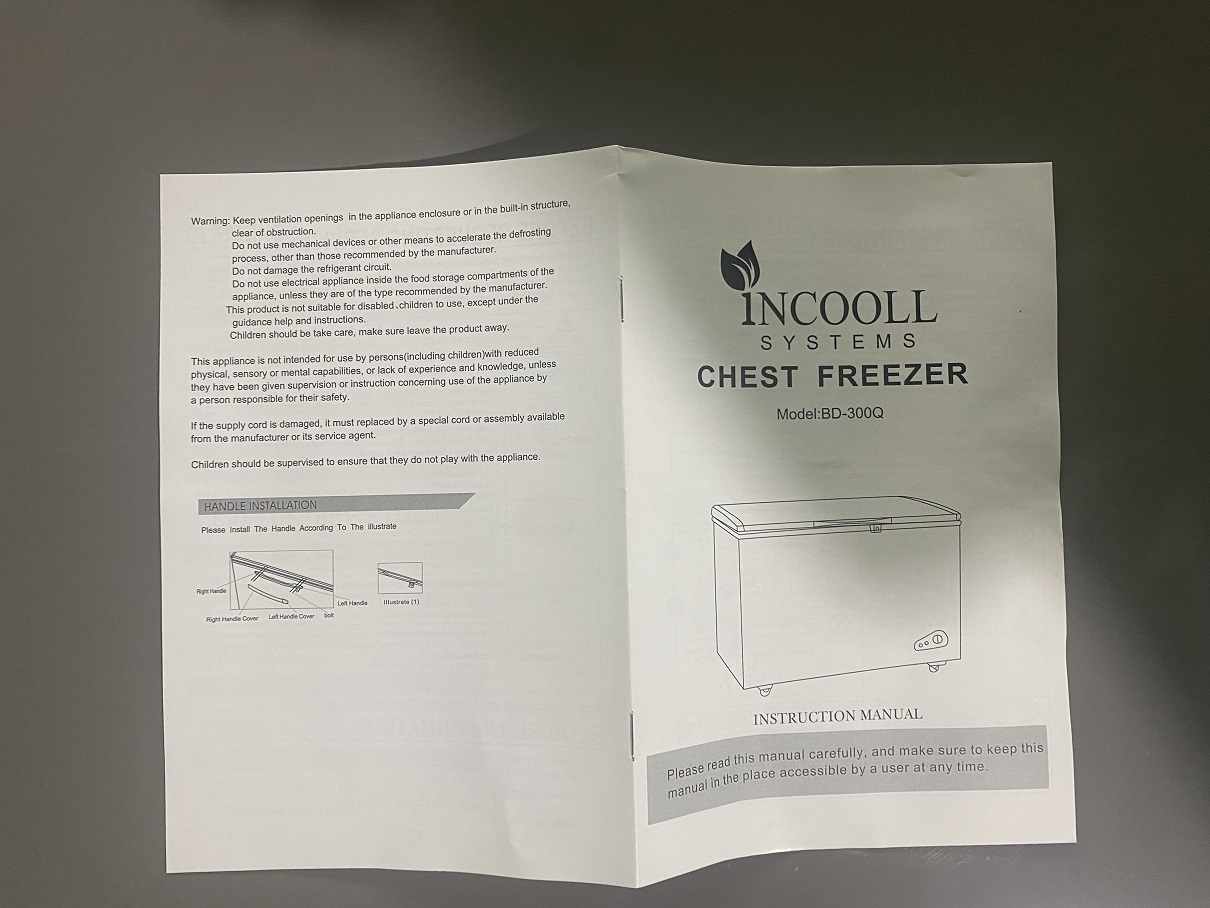 Warning: Keep ventilation openings in the appliance enclosure or in the built-in structure,
clear of obstruction.
Do not use mechanical devices or other means to accelerate the defrosting
process, other than those recommended by the manufacturer.
Do not damage the refrigerant circuit.
Do not use electrical appliance inside the food storage compartments of the
appliance, unless they are of the type recommended by the manufacturer.
This product is not suitable for disabled、children to use, except under the
guidance help and instructions.
Children should be take care, make sure leave the product away.
This appliance is not intended for use by persons(including children)with reduced
physical, sensory or mental capabilities, or lack of experience and knowledge, unless
they have been given supervision or instruction concerning use of the appliance by
a person responsible for their safety.
If the supply cord is damaged, it must replaced by a special cord or assembly available
from the manufacturer or its service agent.
Children should be supervised to ensure that they do not play with the appliance.
HANDLE INSTALLATION
Please Install The Handle According To The illustrate
Right Handle
Left Handle
Right Handle Cover
Left Handle Cover
bolt
Illustrate (1)
iNCOOLL
SYSTEMS
CHEST FREEZER
Model:BD-300Q
INSTRUCTION MANUAL
Please read this manual carefully, and make sure to keep this
manual in the place accessible by a user at any time.